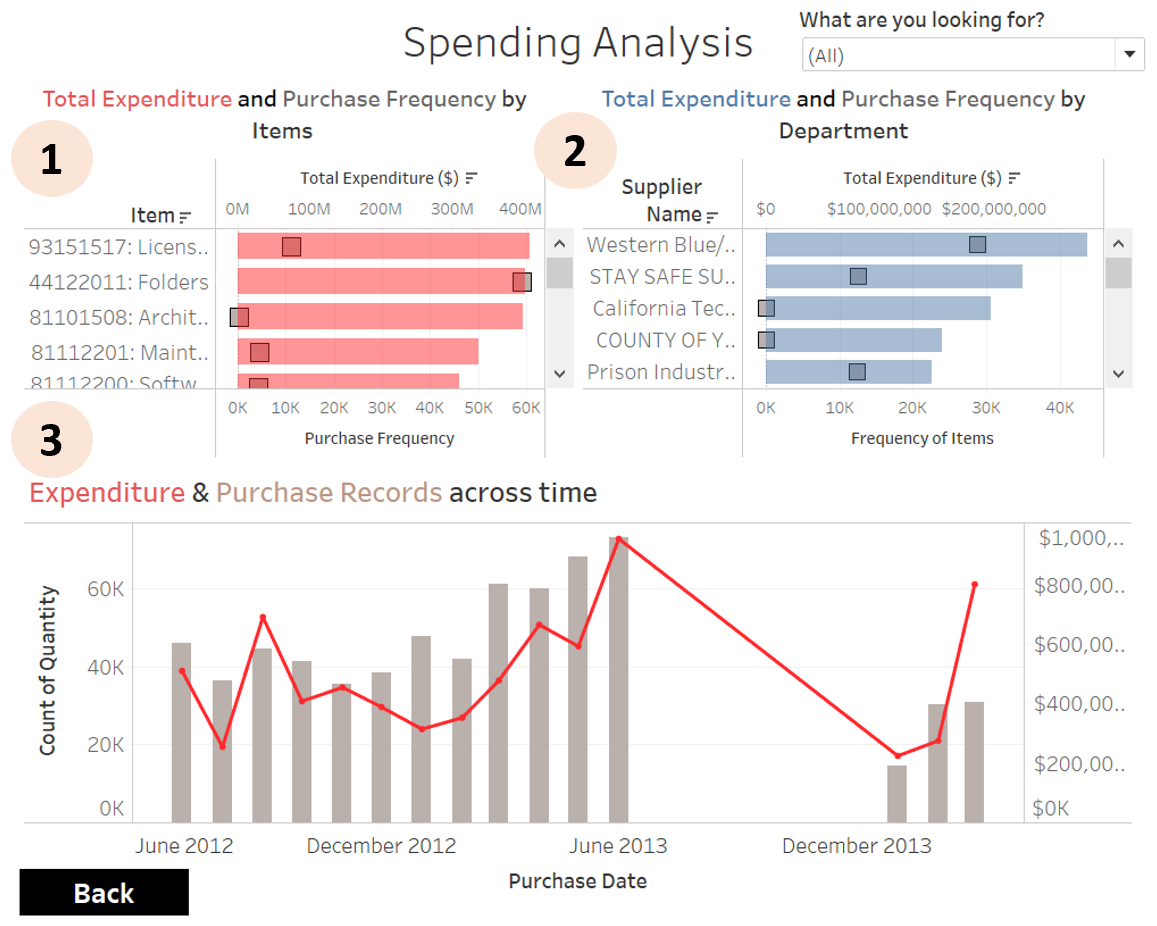 Spending Analysis
What are you looking for?
(All)
Total Expenditure and Purchase Frequency by
Items
1
Total Expenditure ($)
Item
0M 100M 200M 300M 400M
93151517: Licens..
44122011: Folders
81101508: Archit..
81112201: Maint..
81112200: Softw..
0K 10K 20K 30K 40K 50K 60K
Purchase Frequency
Total Expenditure and Purchase Frequency by
Department
2
Supplier
Name
Total Expenditure ($)
$0 $100,000,000 $200,000,000
Western Blue/..
STAY SAFE SU..
California Tec..
COUNTY OF Y..
Prison Industr..
0K 10K 20K 30K 40K
Frequency of Items
3
Expenditure & Purchase Records across time
Count of Quantity
60K
40K
20K
0K
$1,000,..
$800,00..
$600,00..
$400,00..
$200,00..
$0K
June 2012 December 2012 June 2013 December 2013
Purchase Date
Back